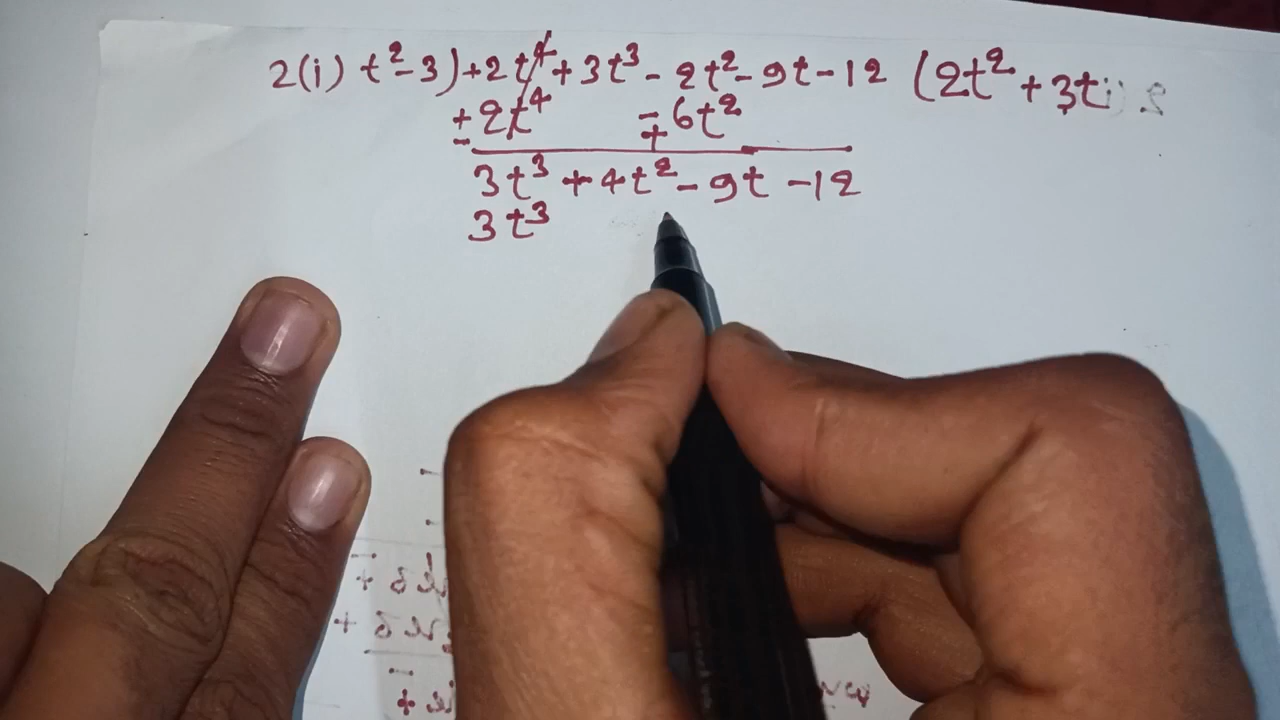 2(i) t²-3)+2t⁴+3t³-2t²-9t-12 (2t²+3t
±2t⁴ ∓6t²
3t³+4t²-9t-12
3t³